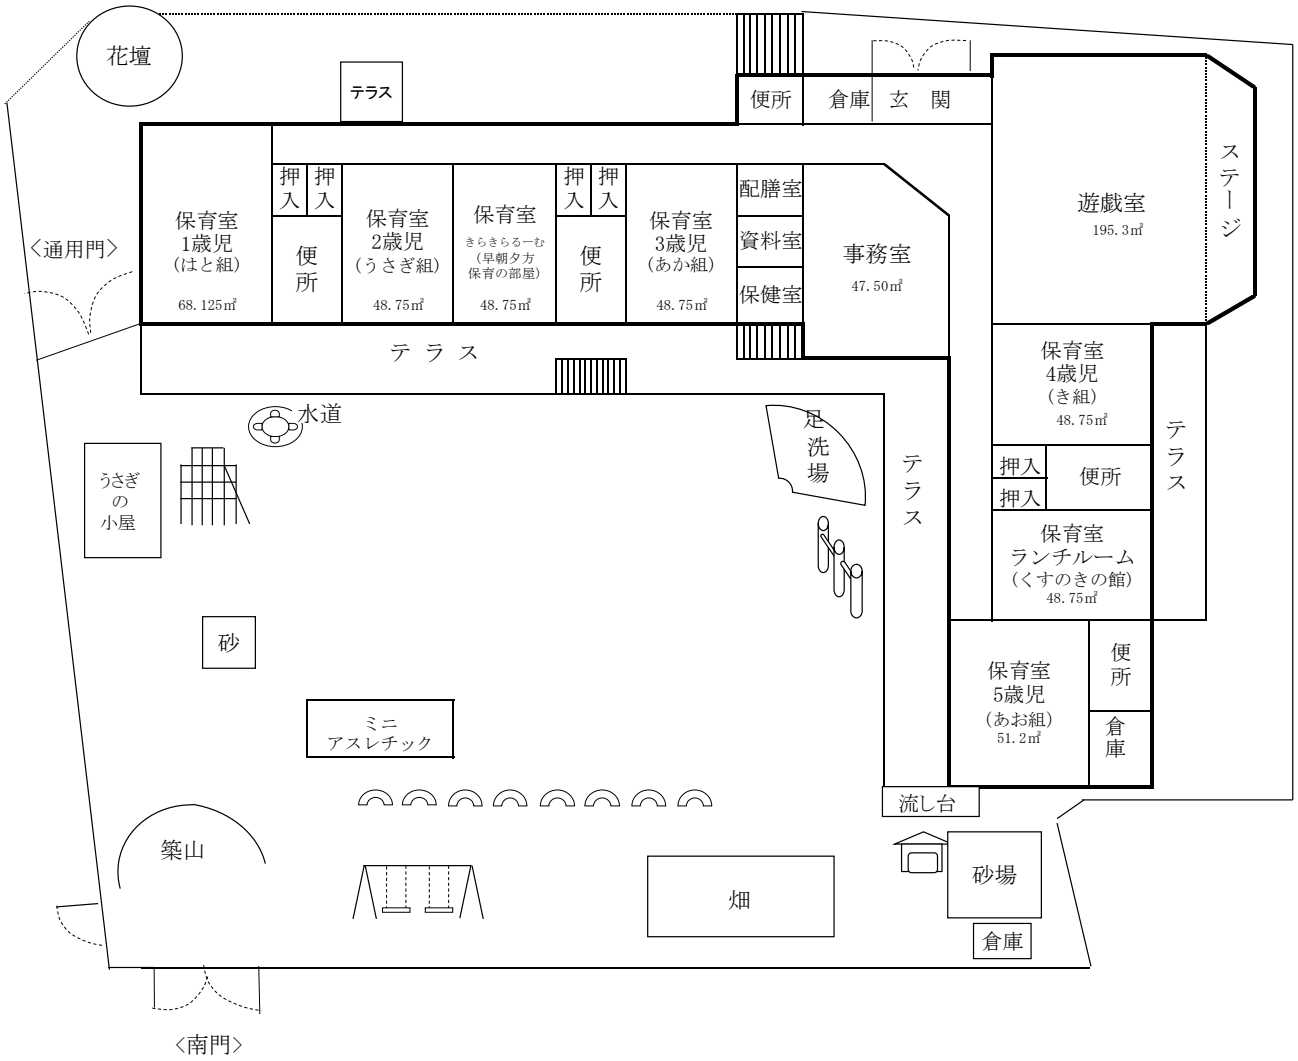 花壇
テラス
便所
倉庫
玄 関
ステージ
遊戯室
195.3㎡
〈通用門〉
保育室
1歳児
(はと組)
68.125㎡
押入
押入
便所
保育室
2歳児
(うさぎ組)
48.75㎡
保育室
きらきらるーむ
(早朝夕方
保育の部屋)
48.75㎡
押入
押入
便所
保育室
3歳児
(あか組)
48.75㎡
配膳室
資料室
保健室
事務室
47.50㎡
テ ラ ス
保育室
4歳児
(き組)
48.75㎡
押入
押入
便所
テラス
保育室
ランチルーム
(くすのきの館)
48.75㎡
保育室
5歳児
(あお組)
51.2㎡
便所
倉庫
水道
足洗場
テラス
うさぎ
の
小屋
砂
ミニ
アスレチック
流し台
築山
畑
砂場
倉庫
〈南門〉